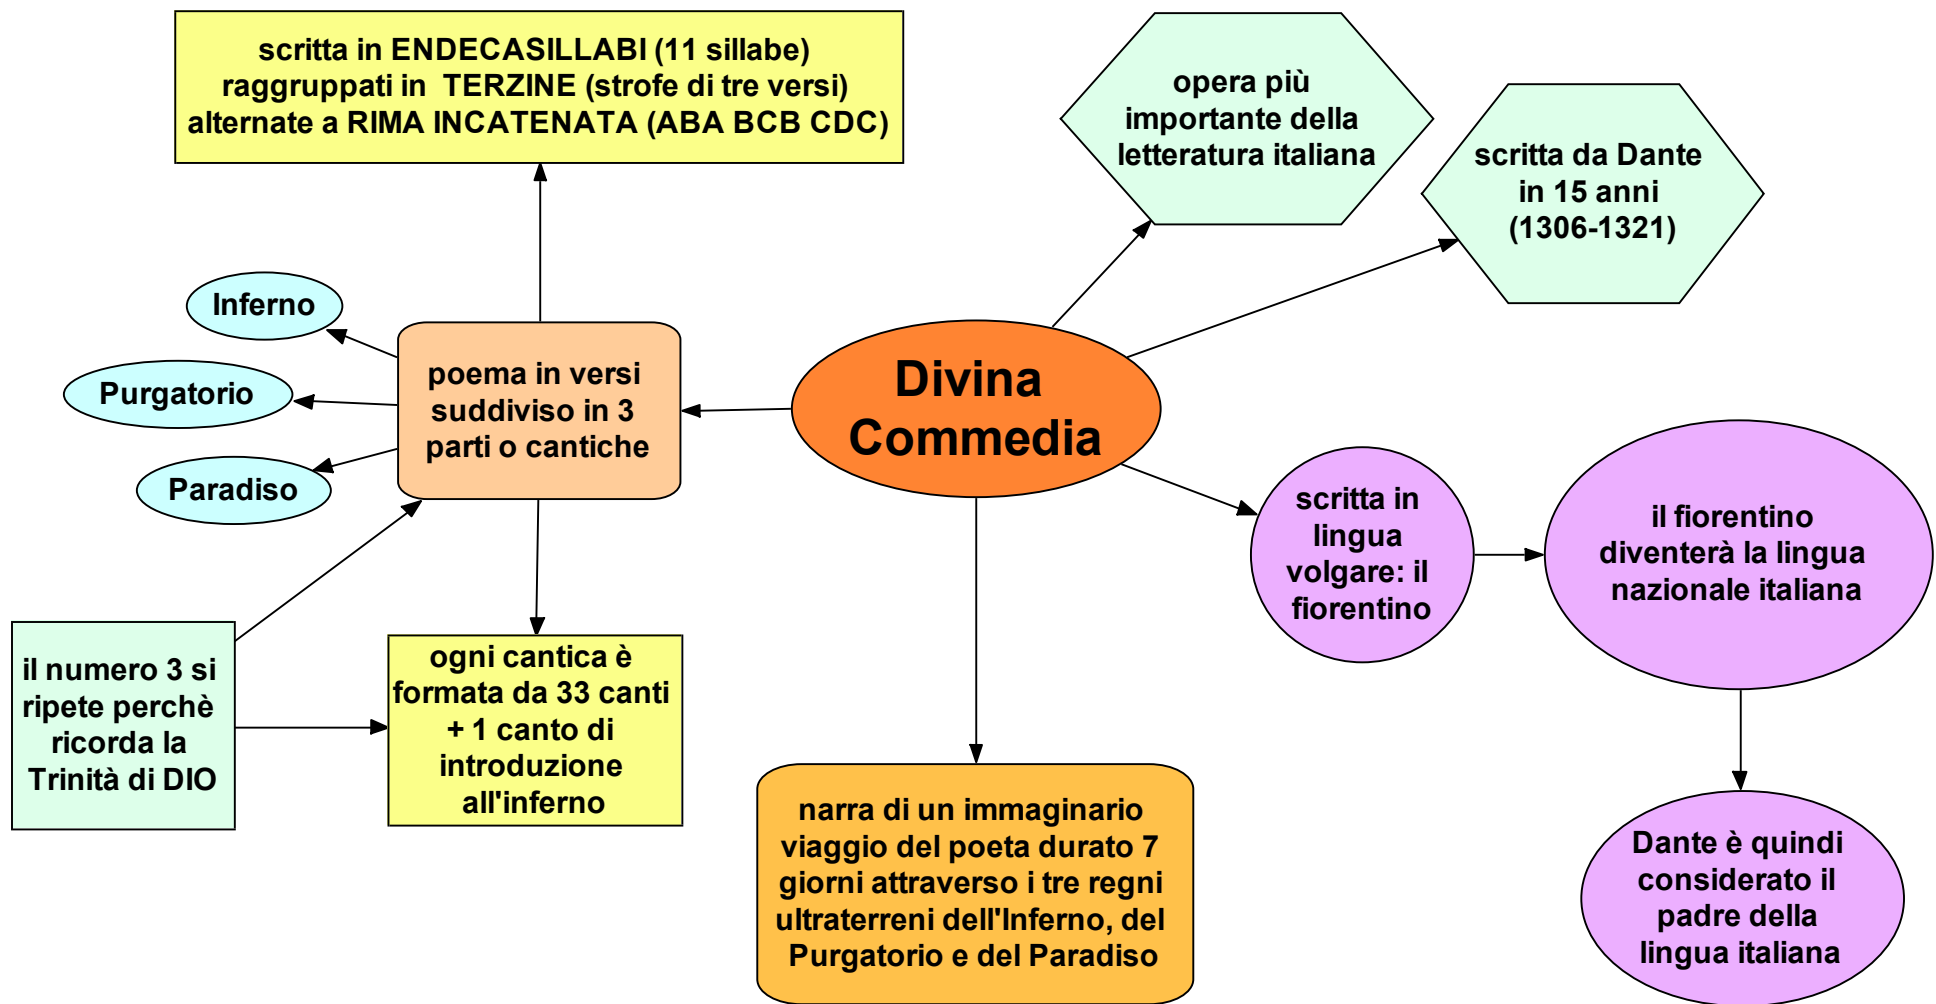 scritta in ENDECASILLABI (11 sillabe)
raggruppati in TERZINE (strofe di tre versi)
alternate a RIMA INCATENATA (ABA BCB CDC)
opera più
importante della
letteratura italiana
scritta da Dante
in 15 anni
(1306-1321)
Inferno
Purgatorio
Paradiso
poema in versi
suddiviso in 3
parti o cantiche
Divina
Commedia
scritta in
lingua
volgare: il
fiorentino
il fiorentino
diventerà la lingua
nazionale italiana
il numero 3 si
ripete perchè
ricorda la
Trinità di DIO
ogni cantica è
formata da 33 canti
+ 1 canto di
introduzione
all'inferno
narra di un immaginario
viaggio del poeta durato 7
giorni attraverso i tre regni
ultraterreni dell'Inferno, del
Purgatorio e del Paradiso
Dante è quindi
considerato il
padre della
lingua italiana